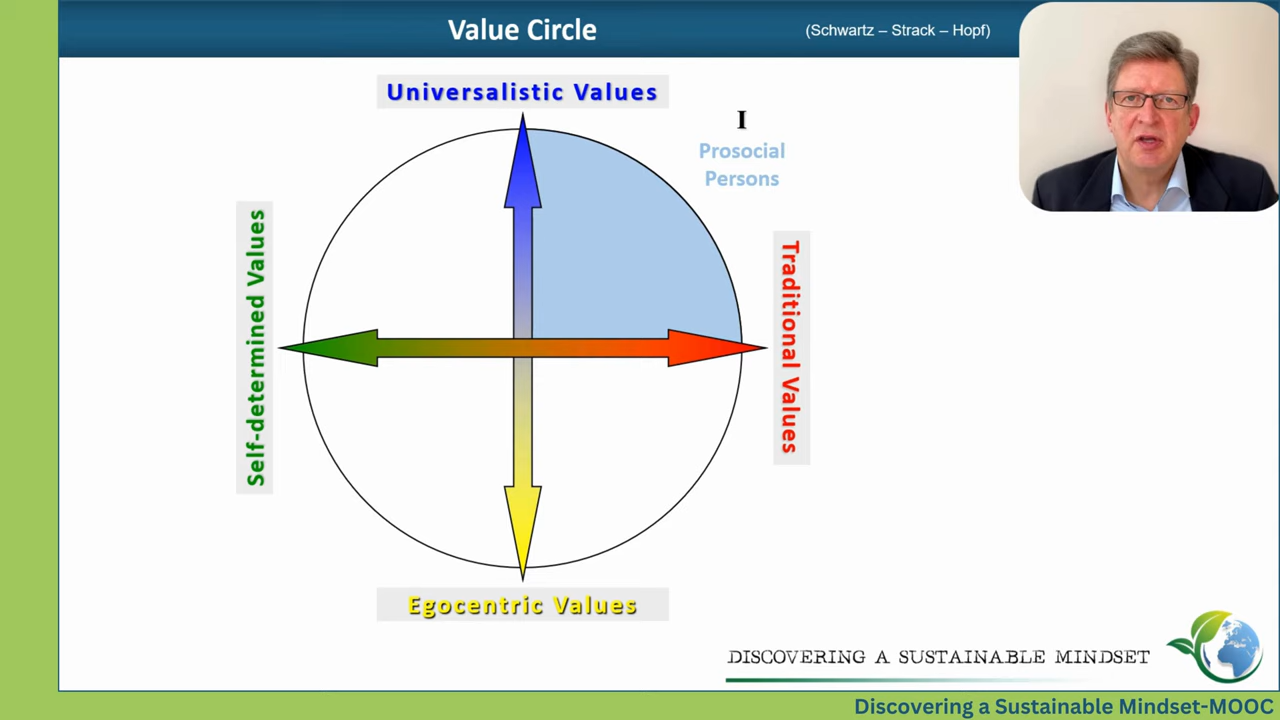 Value Circle
(Schwartz – Strack – Hopf)
Universalistic Values
I
Prosocial
Persons
Self-determined Values
Traditional Values
Egocentric Values
DISCOVERING A SUSTAINABLE MINDSET
Discovering a Sustainable Mindset-MOOC